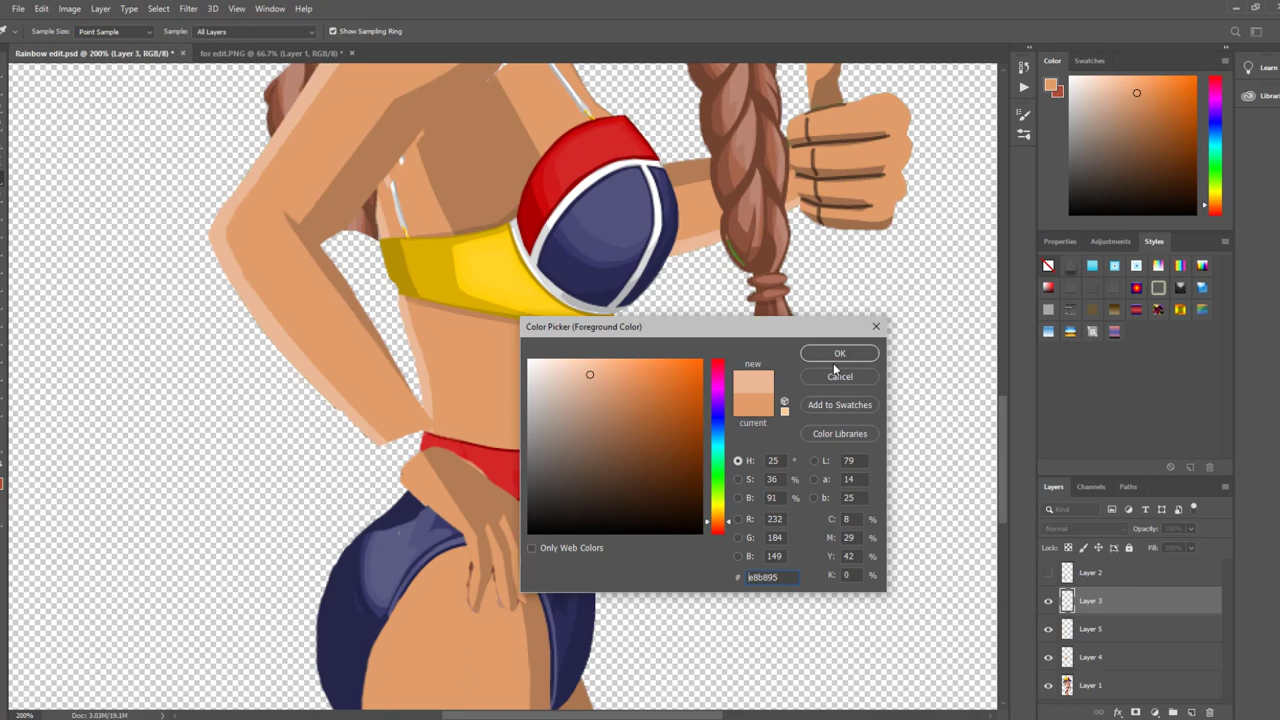 File Edit Image Layer Type Select Filter 3D View Window Help
Sample Size: Point Sample Sample: All Layers Show Sampling Ring
Rainbow edit.psd @ 200% (Layer 3, RGB/8) * × for edit.PNG @ 66.7% (Layer 1, RGB/8) * ×
Color Swatches
Learn
Properties Adjustments Styles
Color Picker (Foreground Color)
new
current
OK
Cancel
Add to Swatches
Color Libraries
H: 25 °
S: 36 %
B: 91 %
R: 232
G: 184
B: 149
# e8b895
L: 79
a: 14
b: 25
C: 8 %
M: 29 %
Y: 42 %
K: 0 %
Only Web Colors
Layers Channels Paths
Kind
Normal Opacity: 100%
Lock: Fill: 100%
Layer 2
Layer 3
Layer 5
Layer 4
Layer 1
fx
200% Doc: 3.03M/19.1M